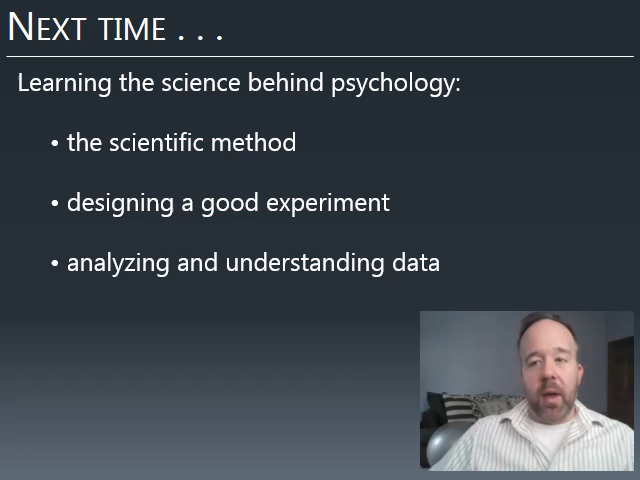 NEXT TIME . . .
Learning the science behind psychology:
• the scientific method
• designing a good experiment
• analyzing and understanding data